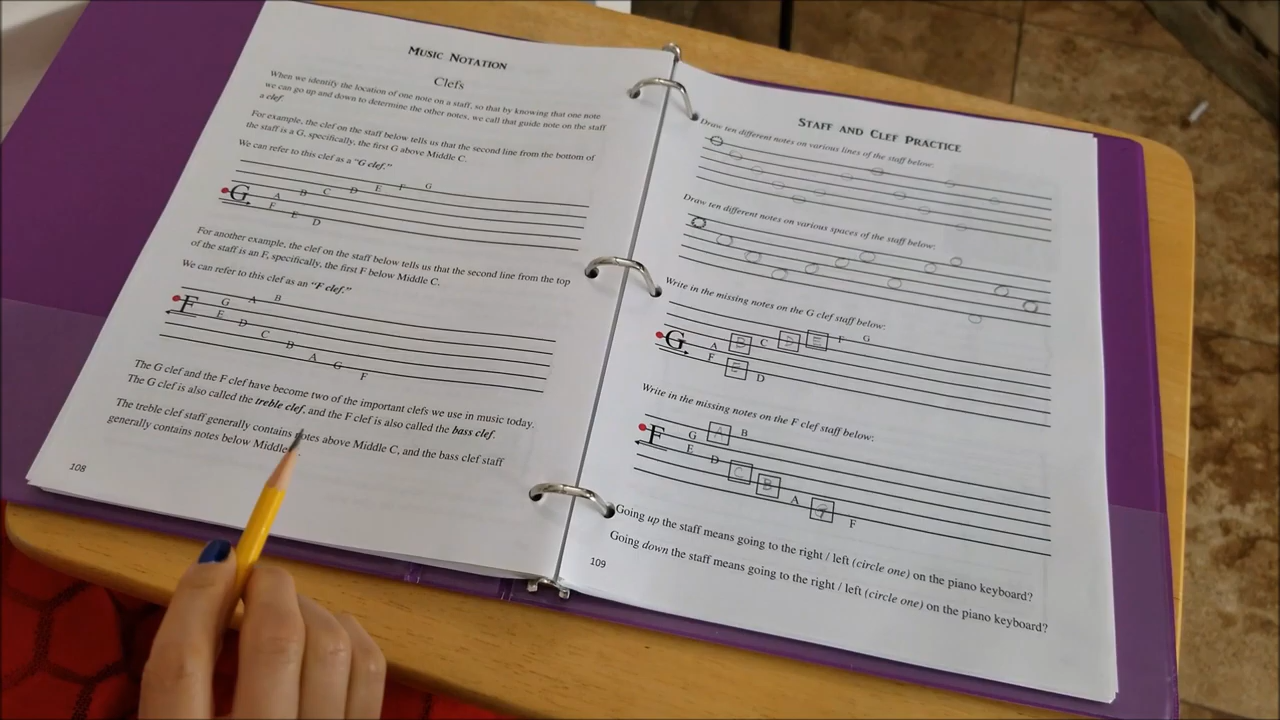 MUSIC NOTATION
Clefs
When we identify the location of one note on a staff, so that by knowing that one note
we can go up and down to determine the other notes, we call that guide note on the staff
a clef.
For example, the clef on the staff below tells us that the second line from the bottom of
the staff is a G, specifically, the first G above Middle C.
We can refer to this clef as a “G clef.”
G A B C D E F G
F E D
For another example, the clef on the staff below tells us that the second line from the top
of the staff is an F, specifically, the first F below Middle C.
We can refer to this clef as an “F clef.”
F G A B
E D C B A G F
The G clef and the F clef have become two of the important clefs we use in music today.
The G clef is also called the treble clef, and the F clef is also called the bass clef.
The treble clef staff generally contains notes above Middle C, and the bass clef staff
generally contains notes below Middle
108
STAFF AND CLEF PRACTICE
Draw ten different notes on various lines of the staff below:
Draw ten different notes on various spaces of the staff below:
Write in the missing notes on the G clef staff below:
G A B C D E F G
F E D
Write in the missing notes on the F clef staff below:
F G A B
E D C B A G F
Going up the staff means going to the right / left (circle one) on the piano keyboard?
Going down the staff means going to the right / left (circle one) on the piano keyboard?
109